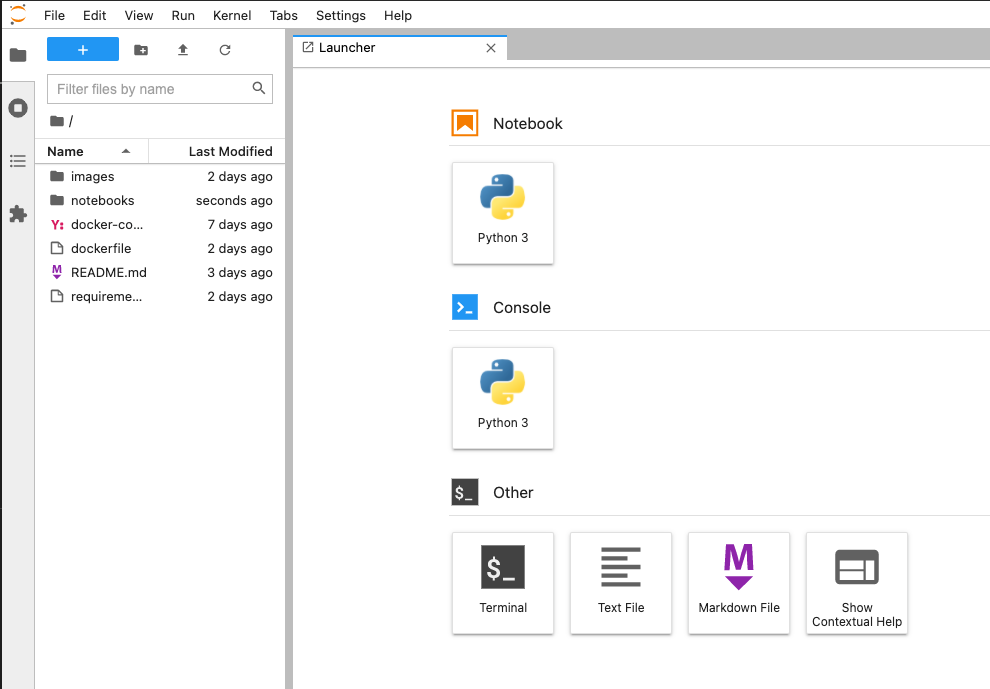 File Edit View Run Kernel Tabs Settings Help
+
Launcher
Filter files by name
/
Name Last Modified
images 2 days ago
notebooks seconds ago
Y: docker-co... 7 days ago
dockerfile 2 days ago
M README.md 3 days ago
requireme... 2 days ago
Notebook
Python 3
Console
Python 3
$_ Other
$_
Terminal
Text File
M
Markdown File
Show
Contextual Help